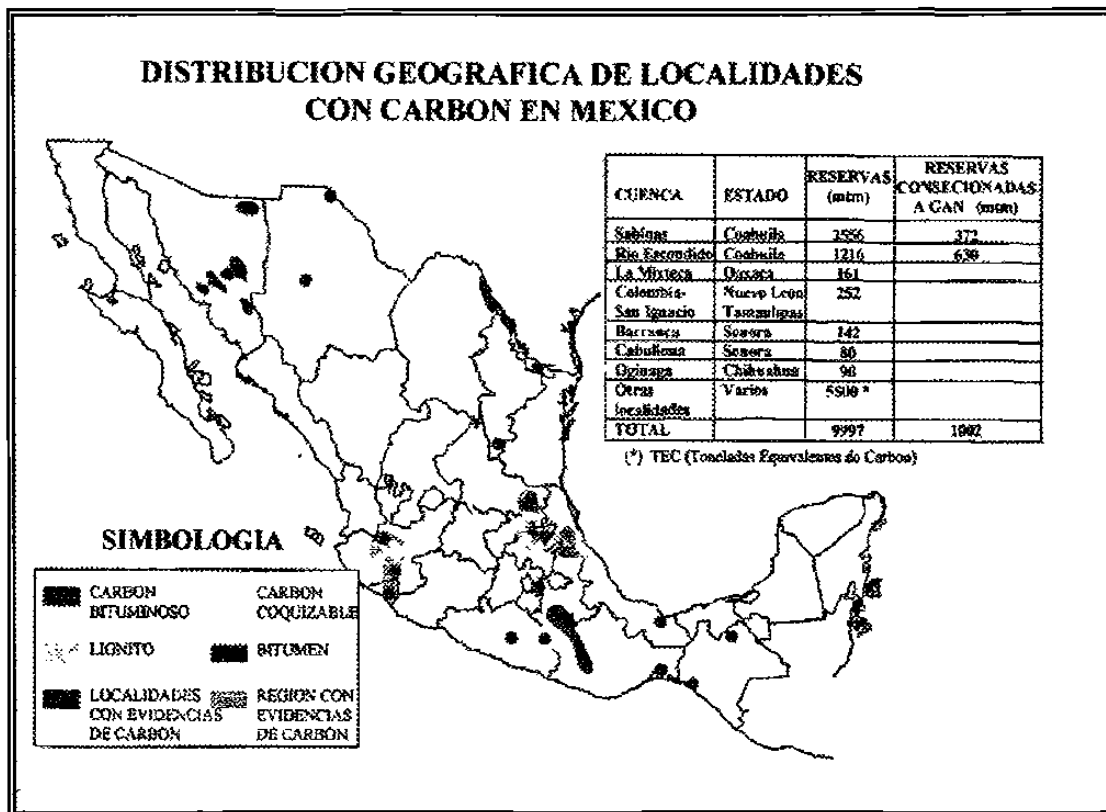 DISTRIBUCION GEOGRAFICA DE LOCALIDADES
CON CARBON EN MEXICO
CUENCA ESTADO RESERVAS (mtm) RESERVAS CONSECIONADAS A GAN (mtm)
Sabinas Coahuila 2556 372
Rio Escondido Coahuila 1216 630
La Mixteca Oaxaca 161
Colombia- Nuevo León 252
San Ignacio Tamaulipas
Barranca Sonora 142
Cabullona Sonora 80
Oginaga Chihuahua 90
Otras Varios 5500 *
localidades
TOTAL 9997 1002
(*) TEC (Toneladas Equivalentes de Carbon)
SIMBOLOGIA
CARBON CARBON
BITUMINOSO COQUIZABLE
LIGNITO BITUMEN
LOCALIDADES REGION CON
CON EVIDENCIAS EVIDENCIAS
DE CARBON DE CARBON